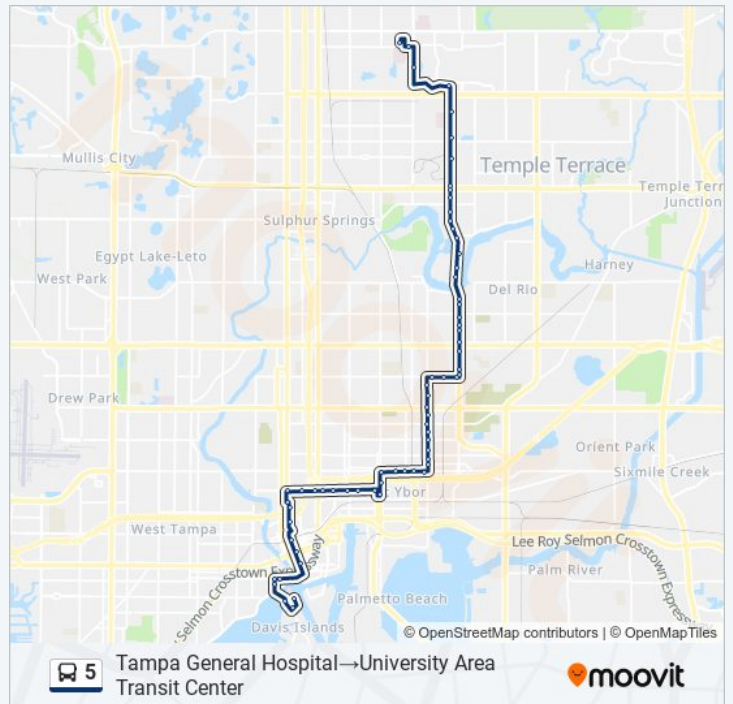 Mullis City
Temple Terrace
Temple Terr
Junction
Sulphur Springs
Egypt Lake-Leto
West Park
Harney
Del Rio
Drew Park
Orient Park
Sixmile Creek
Ybor
West Tampa
Lee Roy Selmon Crosstown Expres
Selmon Crosstown Expressway
Palm River
Palmetto Beach
Davis Islands
© OpenStreetMap contributors | © OpenMapTiles
5 Tampa General Hospital→University Area
Transit Center
moovit